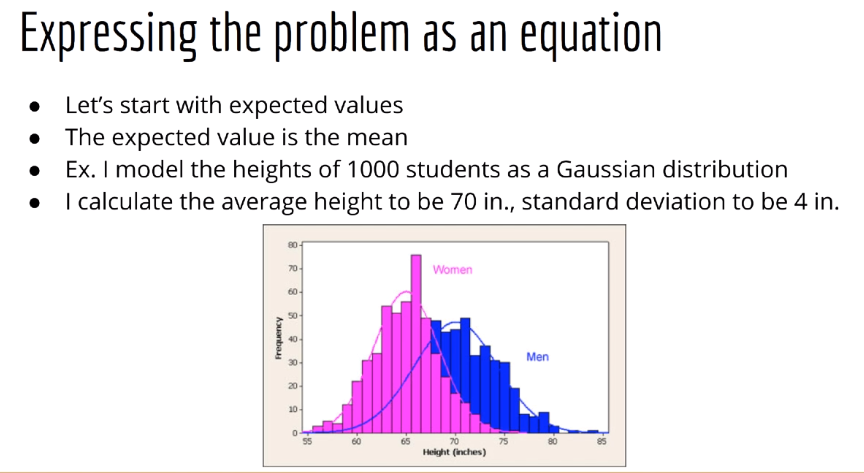 Expressing the problem as an equation
● Let's start with expected values
● The expected value is the mean
● Ex. I model the heights of 1000 students as a Gaussian distribution
● I calculate the average height to be 70 in., standard deviation to be 4 in.
80
70
60
50
40
30
20
10
0
Frequency
Women
Men
55 60 65 70 75 80 85
Height (inches)